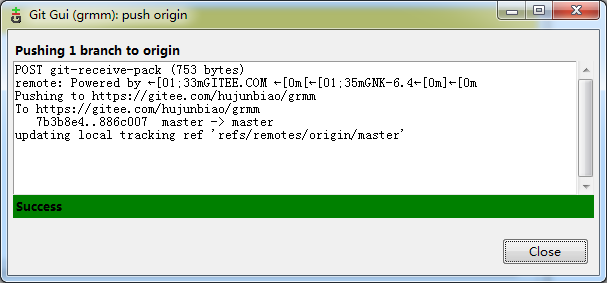 Git Gui (grmm): push origin
Pushing 1 branch to origin
POST git-receive-pack (753 bytes)
remote: Powered by ←[01;33mGITEE.COM ←[0m[←[01;35mGNK-6.4←[0m]←[0m
Pushing to https://gitee.com/hujunbiao/grmm
To https://gitee.com/hujunbiao/grmm
   7b3b8e4..886c007  master -> master
updating local tracking ref 'refs/remotes/origin/master'
Success
Close